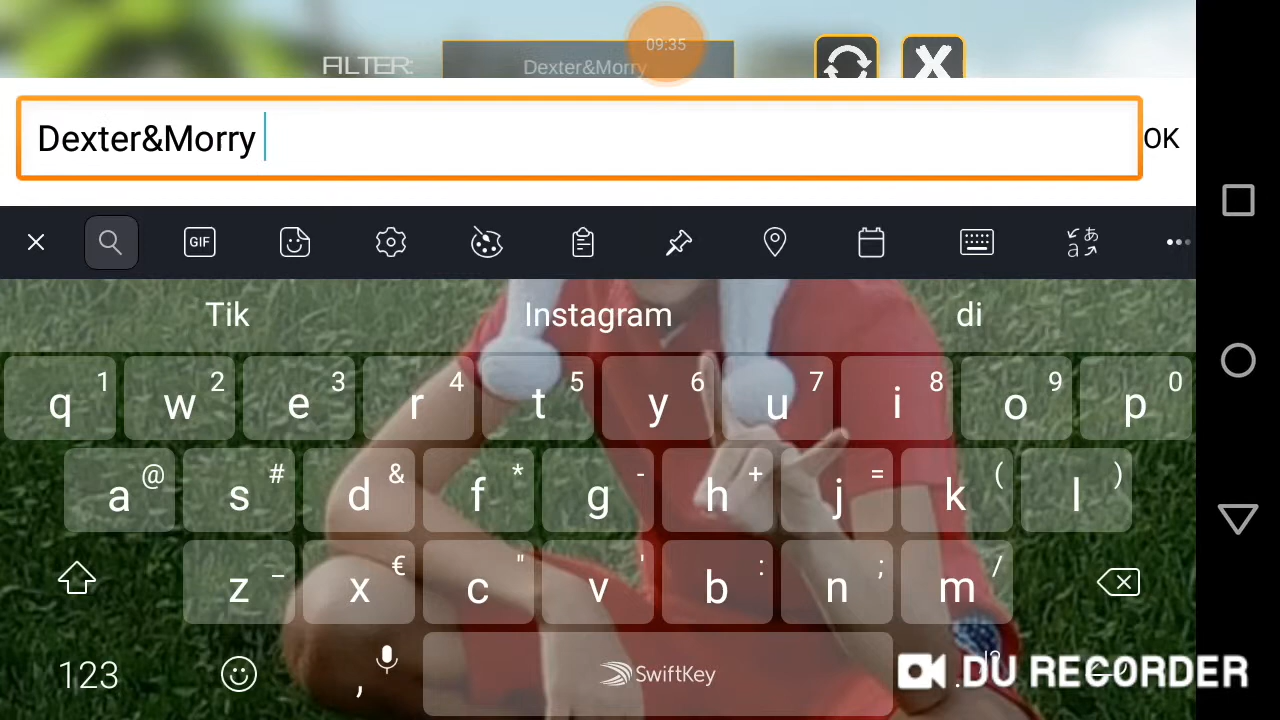 09:35
FILTER: Dexter&Morry X
Dexter&Morry OK
GIF
Tik Instagram di
q 1 w 2 e 3 r 4 t 5 y 6 u 7 i 8 o 9 p 0
a @ s # d & f * g - h + j = k ( l )
z _ x € c " v ' b : n ; m /
123 , SwiftKey
DU RECORDER